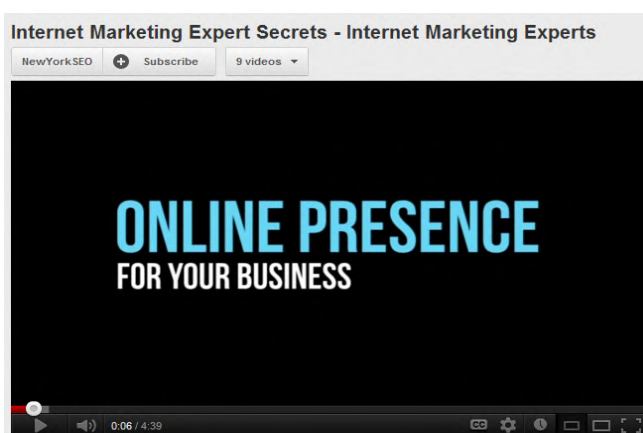 Internet Marketing Expert Secrets - Internet Marketing Experts
NewYorkSEO Subscribe 9 videos
ONLINE PRESENCE
FOR YOUR BUSINESS
0:06 / 4:39 CC